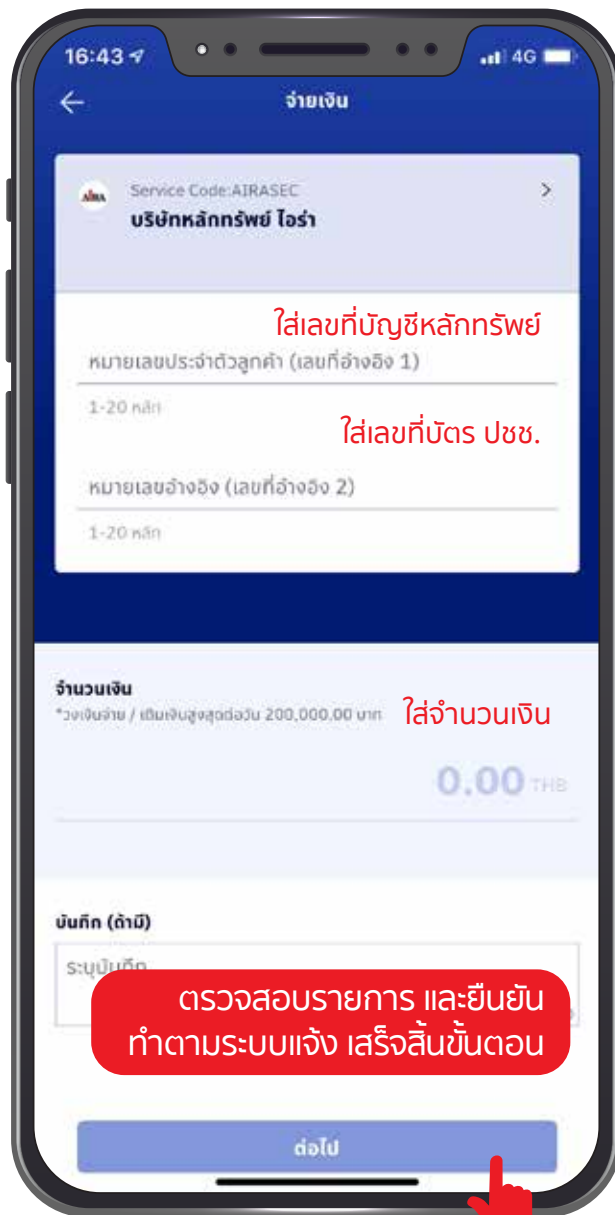 16:43
4G
จ่ายเงิน
AIRA
Service Code:AIRASEC
บริษัทหลักทรัพย์ ไอร่า
ใส่เลขที่บัญชีหลักทรัพย์
หมายเลขประจำตัวลูกค้า (เลขที่อ้างอิง 1)
1-20 หลัก
ใส่เลขที่บัตร ปชช.
หมายเลขอ้างอิง (เลขที่อ้างอิง 2)
1-20 หลัก
จำนวนเงิน
*วงเงินจ่าย / เติมเงินสูงสุดต่อวัน 200,000.00 บาท
ใส่จำนวนเงิน
0.00 THB
บันทึก (ถ้ามี)
ระบุบันทึก
ตรวจสอบรายการ และยืนยัน
ทำตามระบบแจ้ง เสร็จสิ้นขั้นตอน
ต่อไป